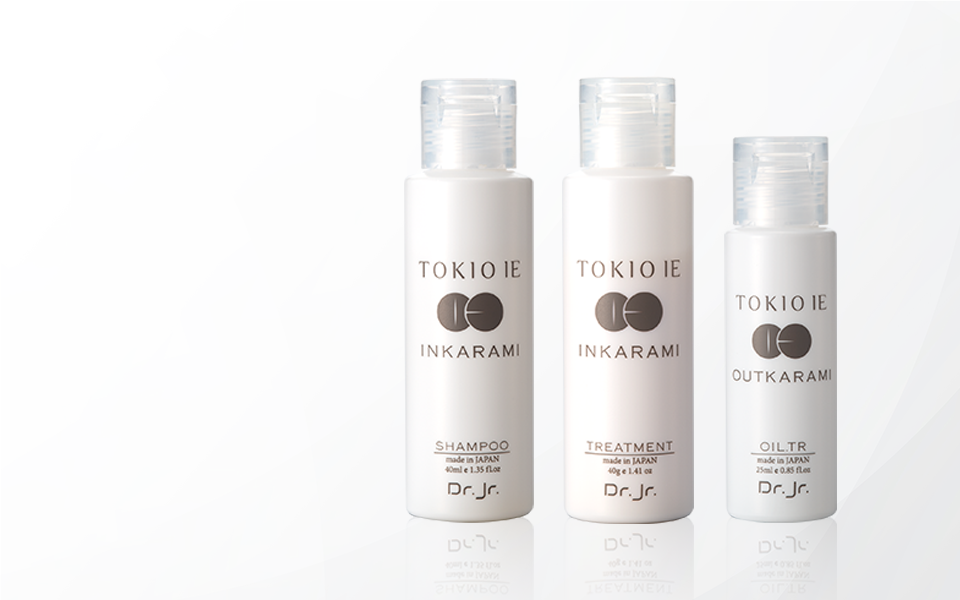 TOKIO IE
INKARAMI
SHAMPOO
made in JAPAN
40ml e 1.35 fl.oz
Dr.Jr.
TOKIO IE
INKARAMI
TREATMENT
made in JAPAN
40g e 1.41 oz
Dr.Jr.
TOKIO IE
OUTKARAMI
OIL.TR
made in JAPAN
25ml e 0.85 fl.oz
Dr.Jr.